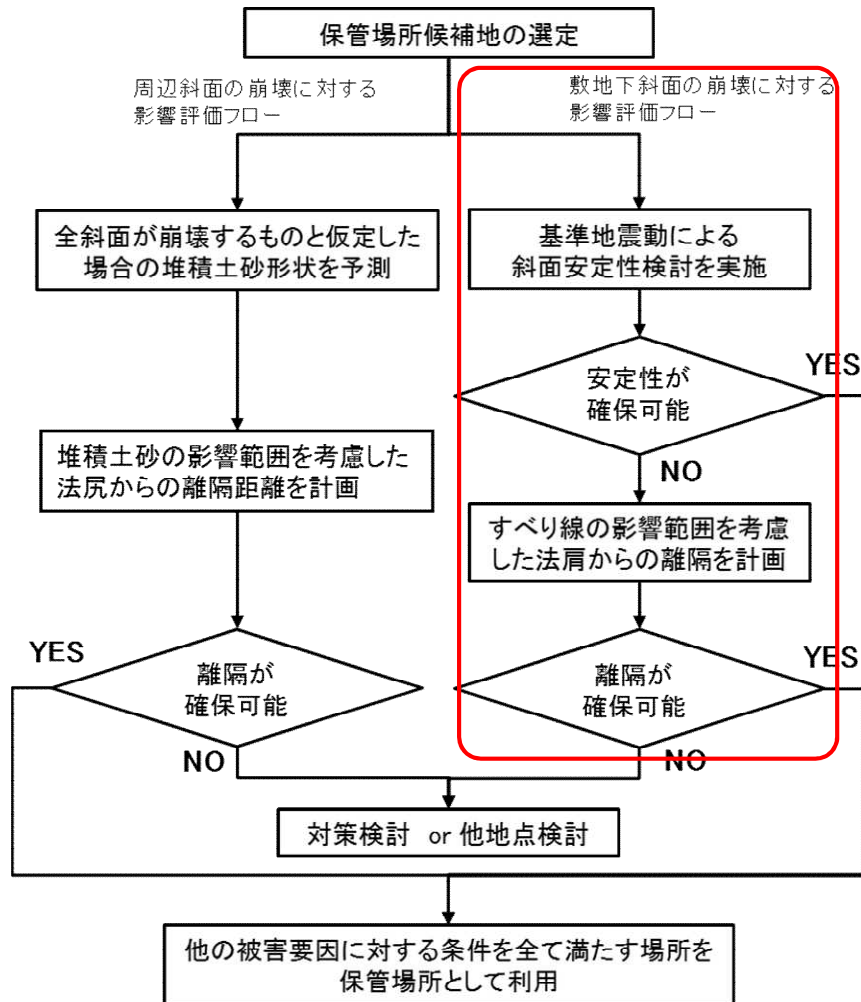 保管場所候補地の選定
周辺斜面の崩壊に対する
影響評価フロー
敷地下斜面の崩壊に対する
影響評価フロー
全斜面が崩壊するものと仮定した
場合の堆積土砂形状を予測
基準地震動による
斜面安定性検討を実施
安定性が
確保可能
YES
NO
堆積土砂の影響範囲を考慮した
法尻からの離隔距離を計画
すべり線の影響範囲を考慮
した法肩からの離隔を計画
YES
離隔が
確保可能
NO
離隔が
確保可能
YES
NO
対策検討 or 他地点検討
他の被害要因に対する条件を全て満たす場所を
保管場所として利用